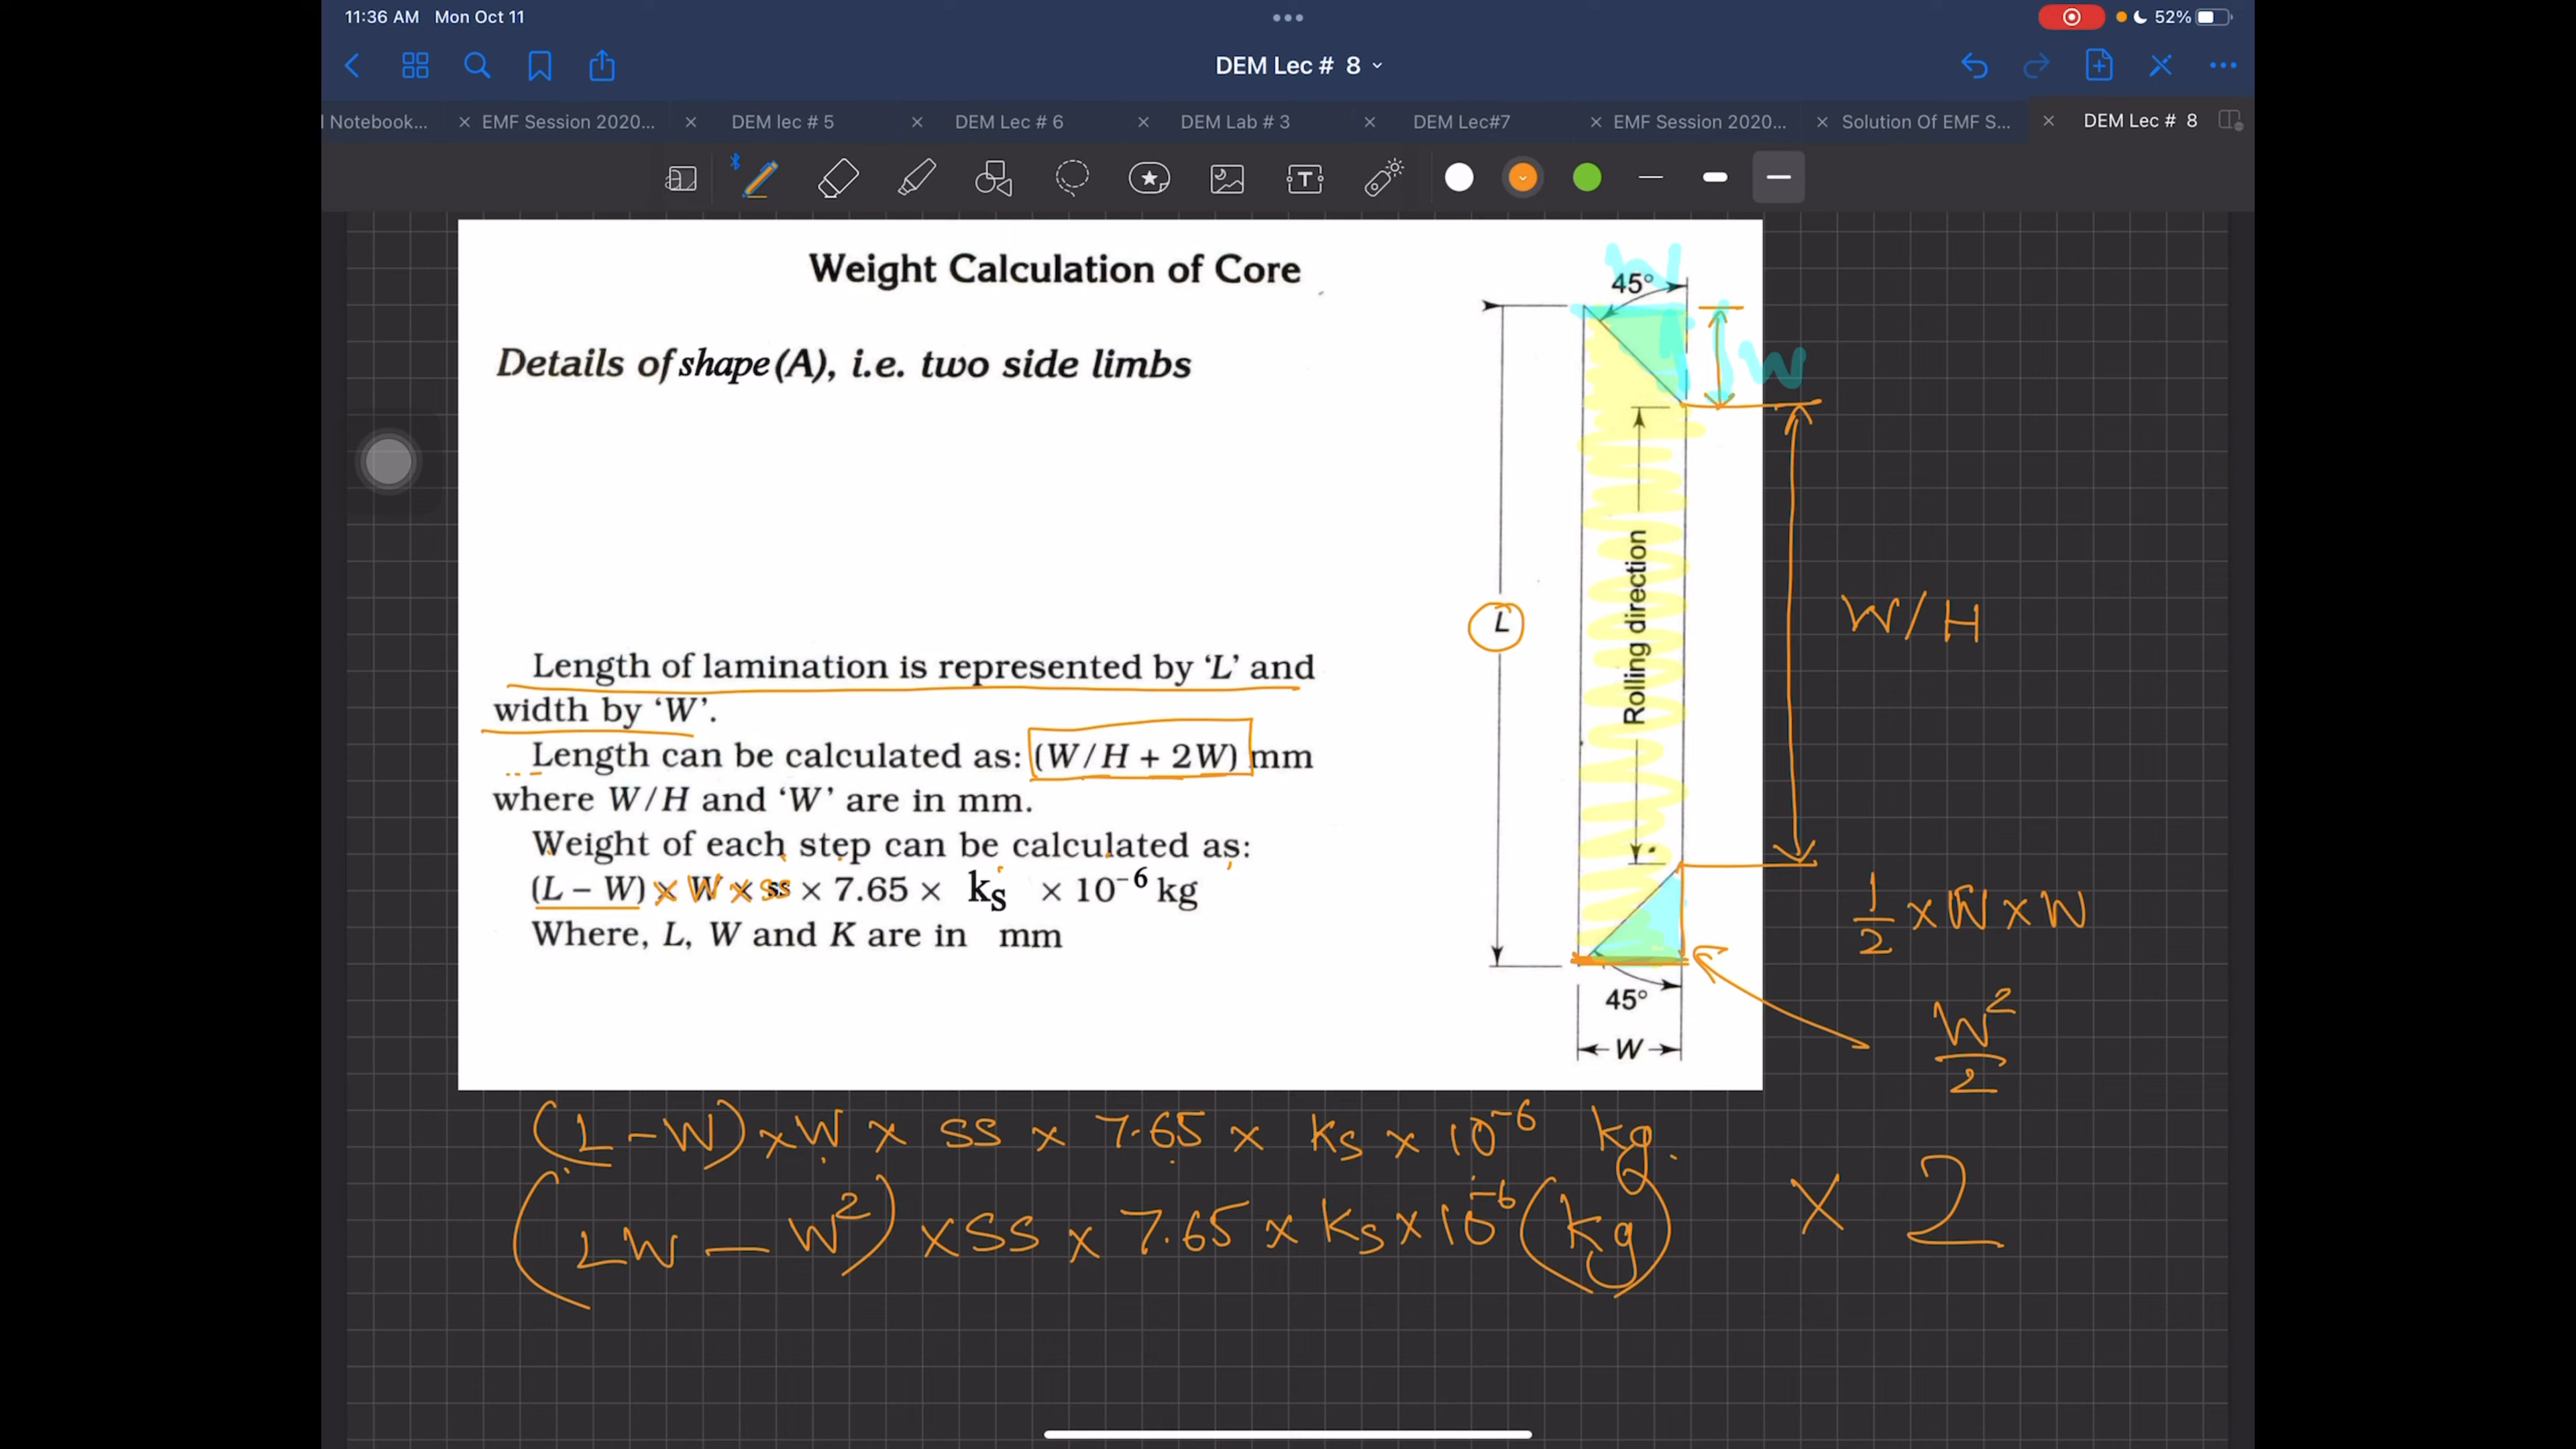 11:36 AM Mon Oct 11
52%
DEM Lec # 8
l Notebook...
EMF Session 2020...
DEM lec # 5
DEM Lec # 6
DEM Lab # 3
DEM Lec#7
EMF Session 2020...
Solution Of EMF S...
DEM Lec # 8
Weight Calculation of Core
W
45°
Details of shape (A), i.e. two side limbs
W
Rolling direction
L
W/H
Length of lamination is represented by ‘L’ and
width by ‘W’.
Length can be calculated as: (W/H + 2W) mm
where W/H and ‘W’ are in mm.
Weight of each step can be calculated as:
(L – W) × W × ss × 7.65 × ks × 10⁻⁶ kg
Where, L, W and K are in mm
1/2 × W × W
45°
W²/2
W
(L – W) × W × ss × 7.65 × ks × 10⁻⁶ kg.
(LW – W²) × ss × 7.65 × ks × 10⁻⁶ (kg) × 2